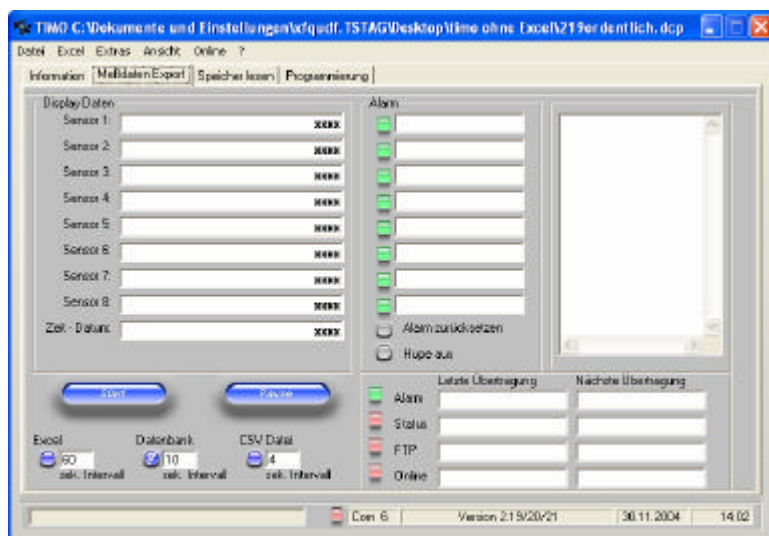 TIMO C:\Dokumente und Einstellungen\xfqudf.TSTAG\Desktop\timo ohne Excel\219ordentlich.dcp
Datei Excel Extras Ansicht Online ?
Information Meßdaten Export Speicher lesen Programmierung
Display Daten
Sensor 1: xxxx
Sensor 2: xxxx
Sensor 3: xxxx
Sensor 4: xxxx
Sensor 5: xxxx
Sensor 6: xxxx
Sensor 7: xxxx
Sensor 8: xxxx
Zeit - Datum: xxxx
Alarm
Alarm zurücksetzen
Hupe aus
Start Pause
Excel Datenbank CSV Datei
60 10 4
sek. Intervall sek. Intervall sek. Intervall
Letzte Übertragung Nächste Übertragung
Alarm
Status
FTP
Online
Com 6 Version 2.19/20/21 30.11.2004 14:02